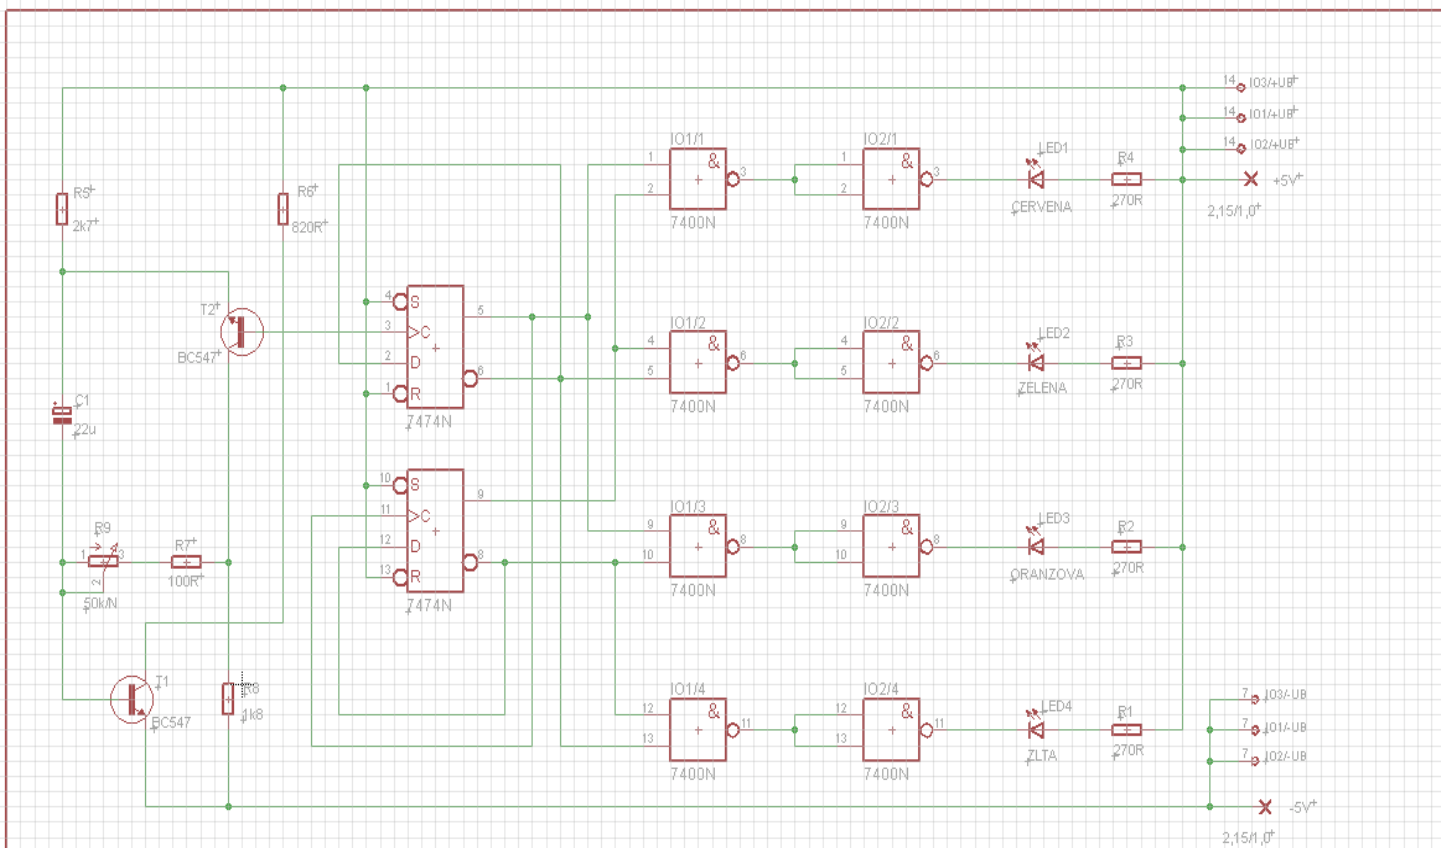 14 IO3/+UB
14 IO1/+UB
14 IO2/+UB
+5V
2,15/1,0
R5
2k7
R6
820R
IO1/1
1
2
&
3
7400N
IO2/1
1
2
&
3
7400N
LED1
CERVENA
R4
270R
T2
BC547
4
S
3
C
2
D
1
R
5
6
7474N
IO1/2
4
5
&
6
7400N
IO2/2
4
5
&
6
7400N
LED2
ZELENA
R3
270R
C1
22u
10
S
11
C
12
D
13
R
9
8
7474N
IO1/3
9
10
&
8
7400N
IO2/3
9
10
&
8
7400N
LED3
ORANZOVA
R2
270R
R9
1
3
2
50k/N
R7
100R
T1
BC547
R8
1k8
IO1/4
12
13
&
11
7400N
IO2/4
12
13
&
11
7400N
LED4
ZLTA
R1
270R
7 IO3/-UB
7 IO1/-UB
7 IO2/-UB
-5V
2,15/1,0